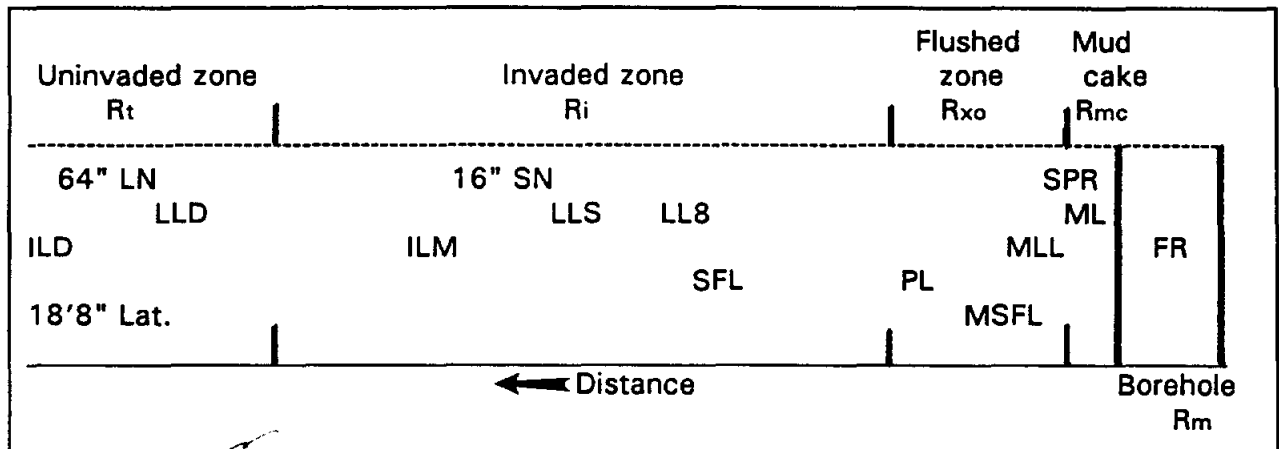 Flushed Mud
Uninvaded zone Invaded zone zone cake
Rt Ri Rxo Rmc
64" LN 16" SN SPR
LLD LLS LL8 ML
ILD ILM MLL FR
SFL PL
18'8" Lat. MSFL
Distance Borehole
Rm